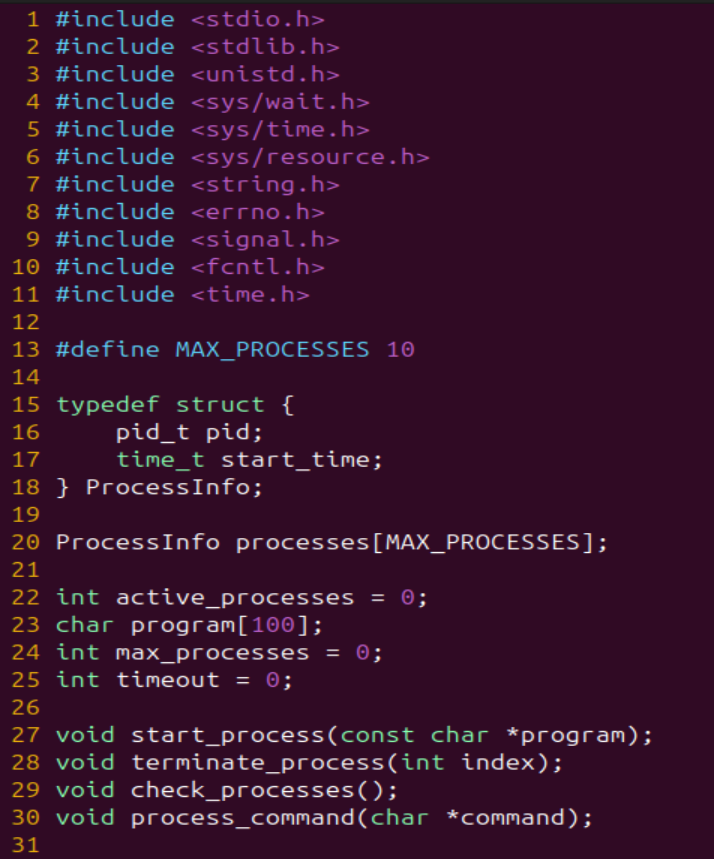 1 #include <stdio.h>
2 #include <stdlib.h>
3 #include <unistd.h>
4 #include <sys/wait.h>
5 #include <sys/time.h>
6 #include <sys/resource.h>
7 #include <string.h>
8 #include <errno.h>
9 #include <signal.h>
10 #include <fcntl.h>
11 #include <time.h>
12
13 #define MAX_PROCESSES 10
14
15 typedef struct {
16     pid_t pid;
17     time_t start_time;
18 } ProcessInfo;
19
20 ProcessInfo processes[MAX_PROCESSES];
21
22 int active_processes = 0;
23 char program[100];
24 int max_processes = 0;
25 int timeout = 0;
26
27 void start_process(const char *program);
28 void terminate_process(int index);
29 void check_processes();
30 void process_command(char *command);
31